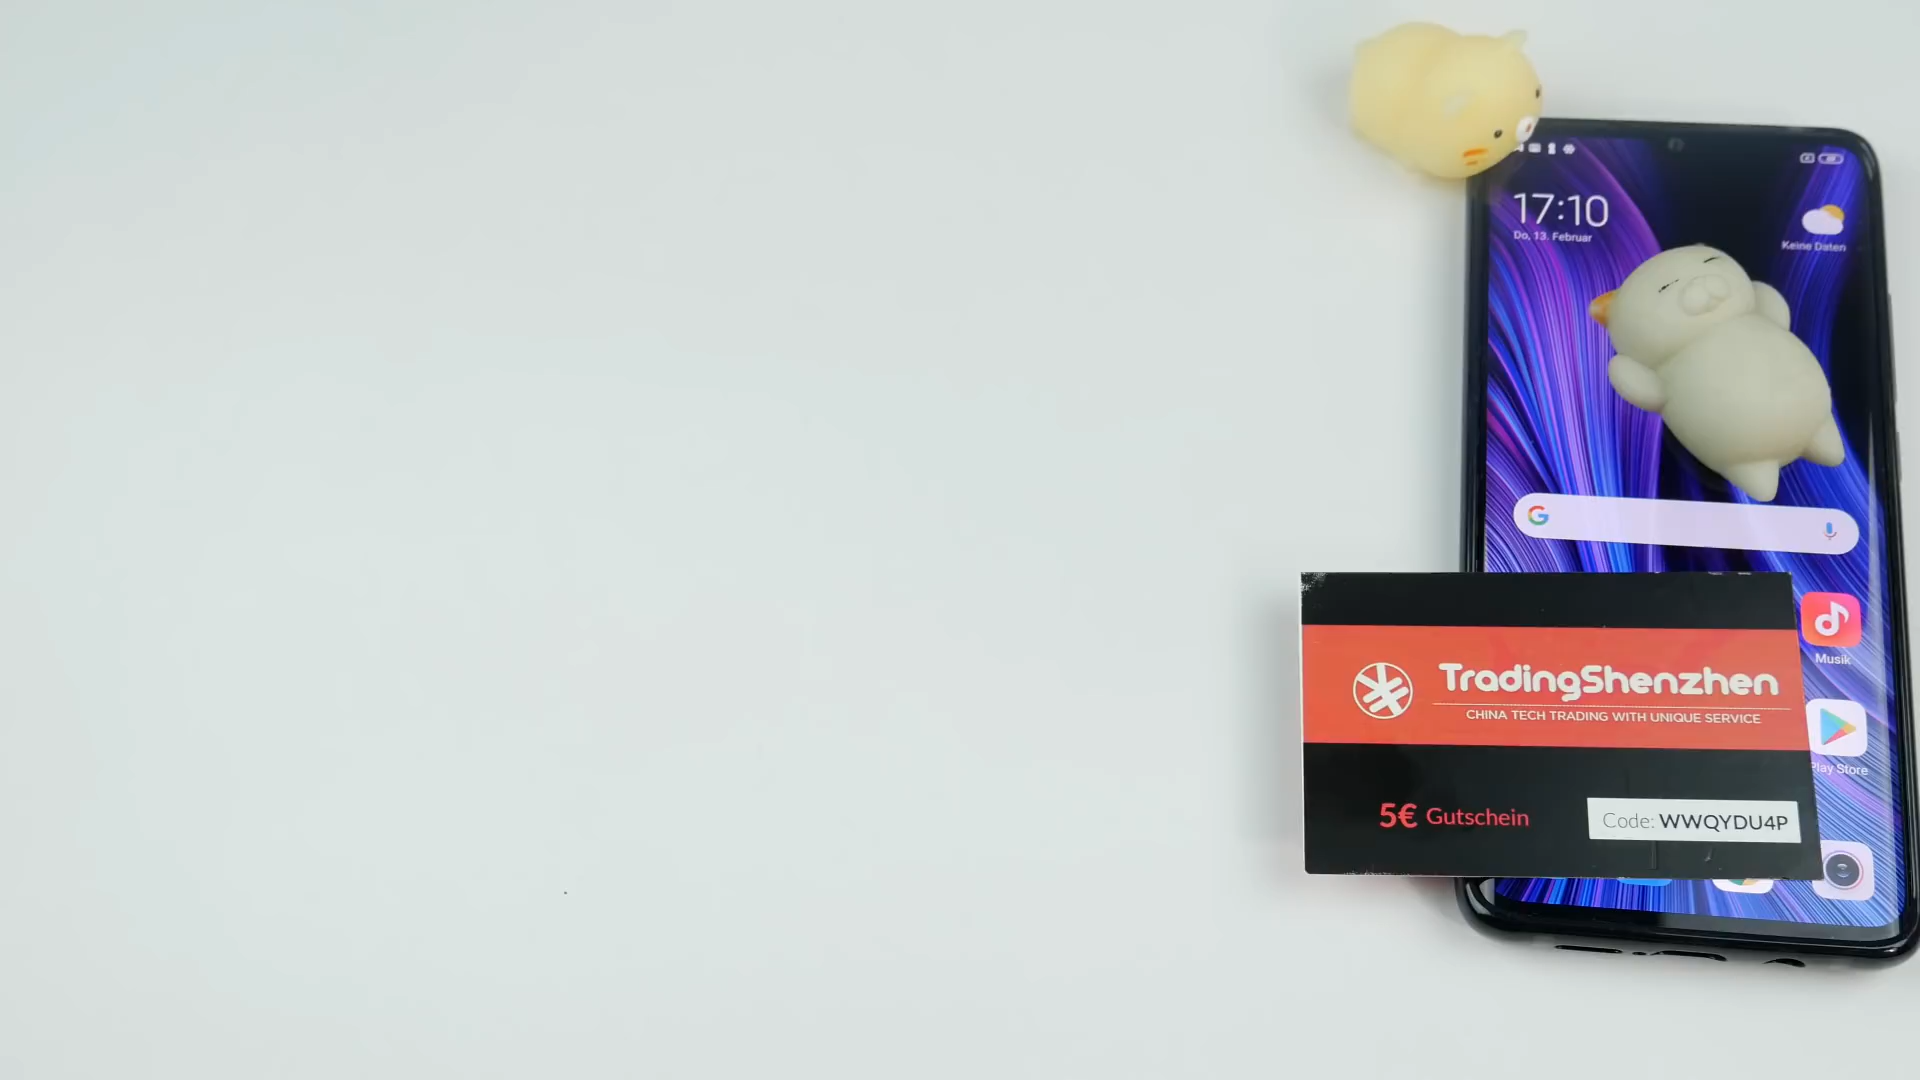 17:10
Do, 13. Februar
Keine Daten
G
Musik
TradingShenzhen
CHINA TECH TRADING WITH UNIQUE SERVICE
Play Store
5€ Gutschein
Code: WWQYDU4P